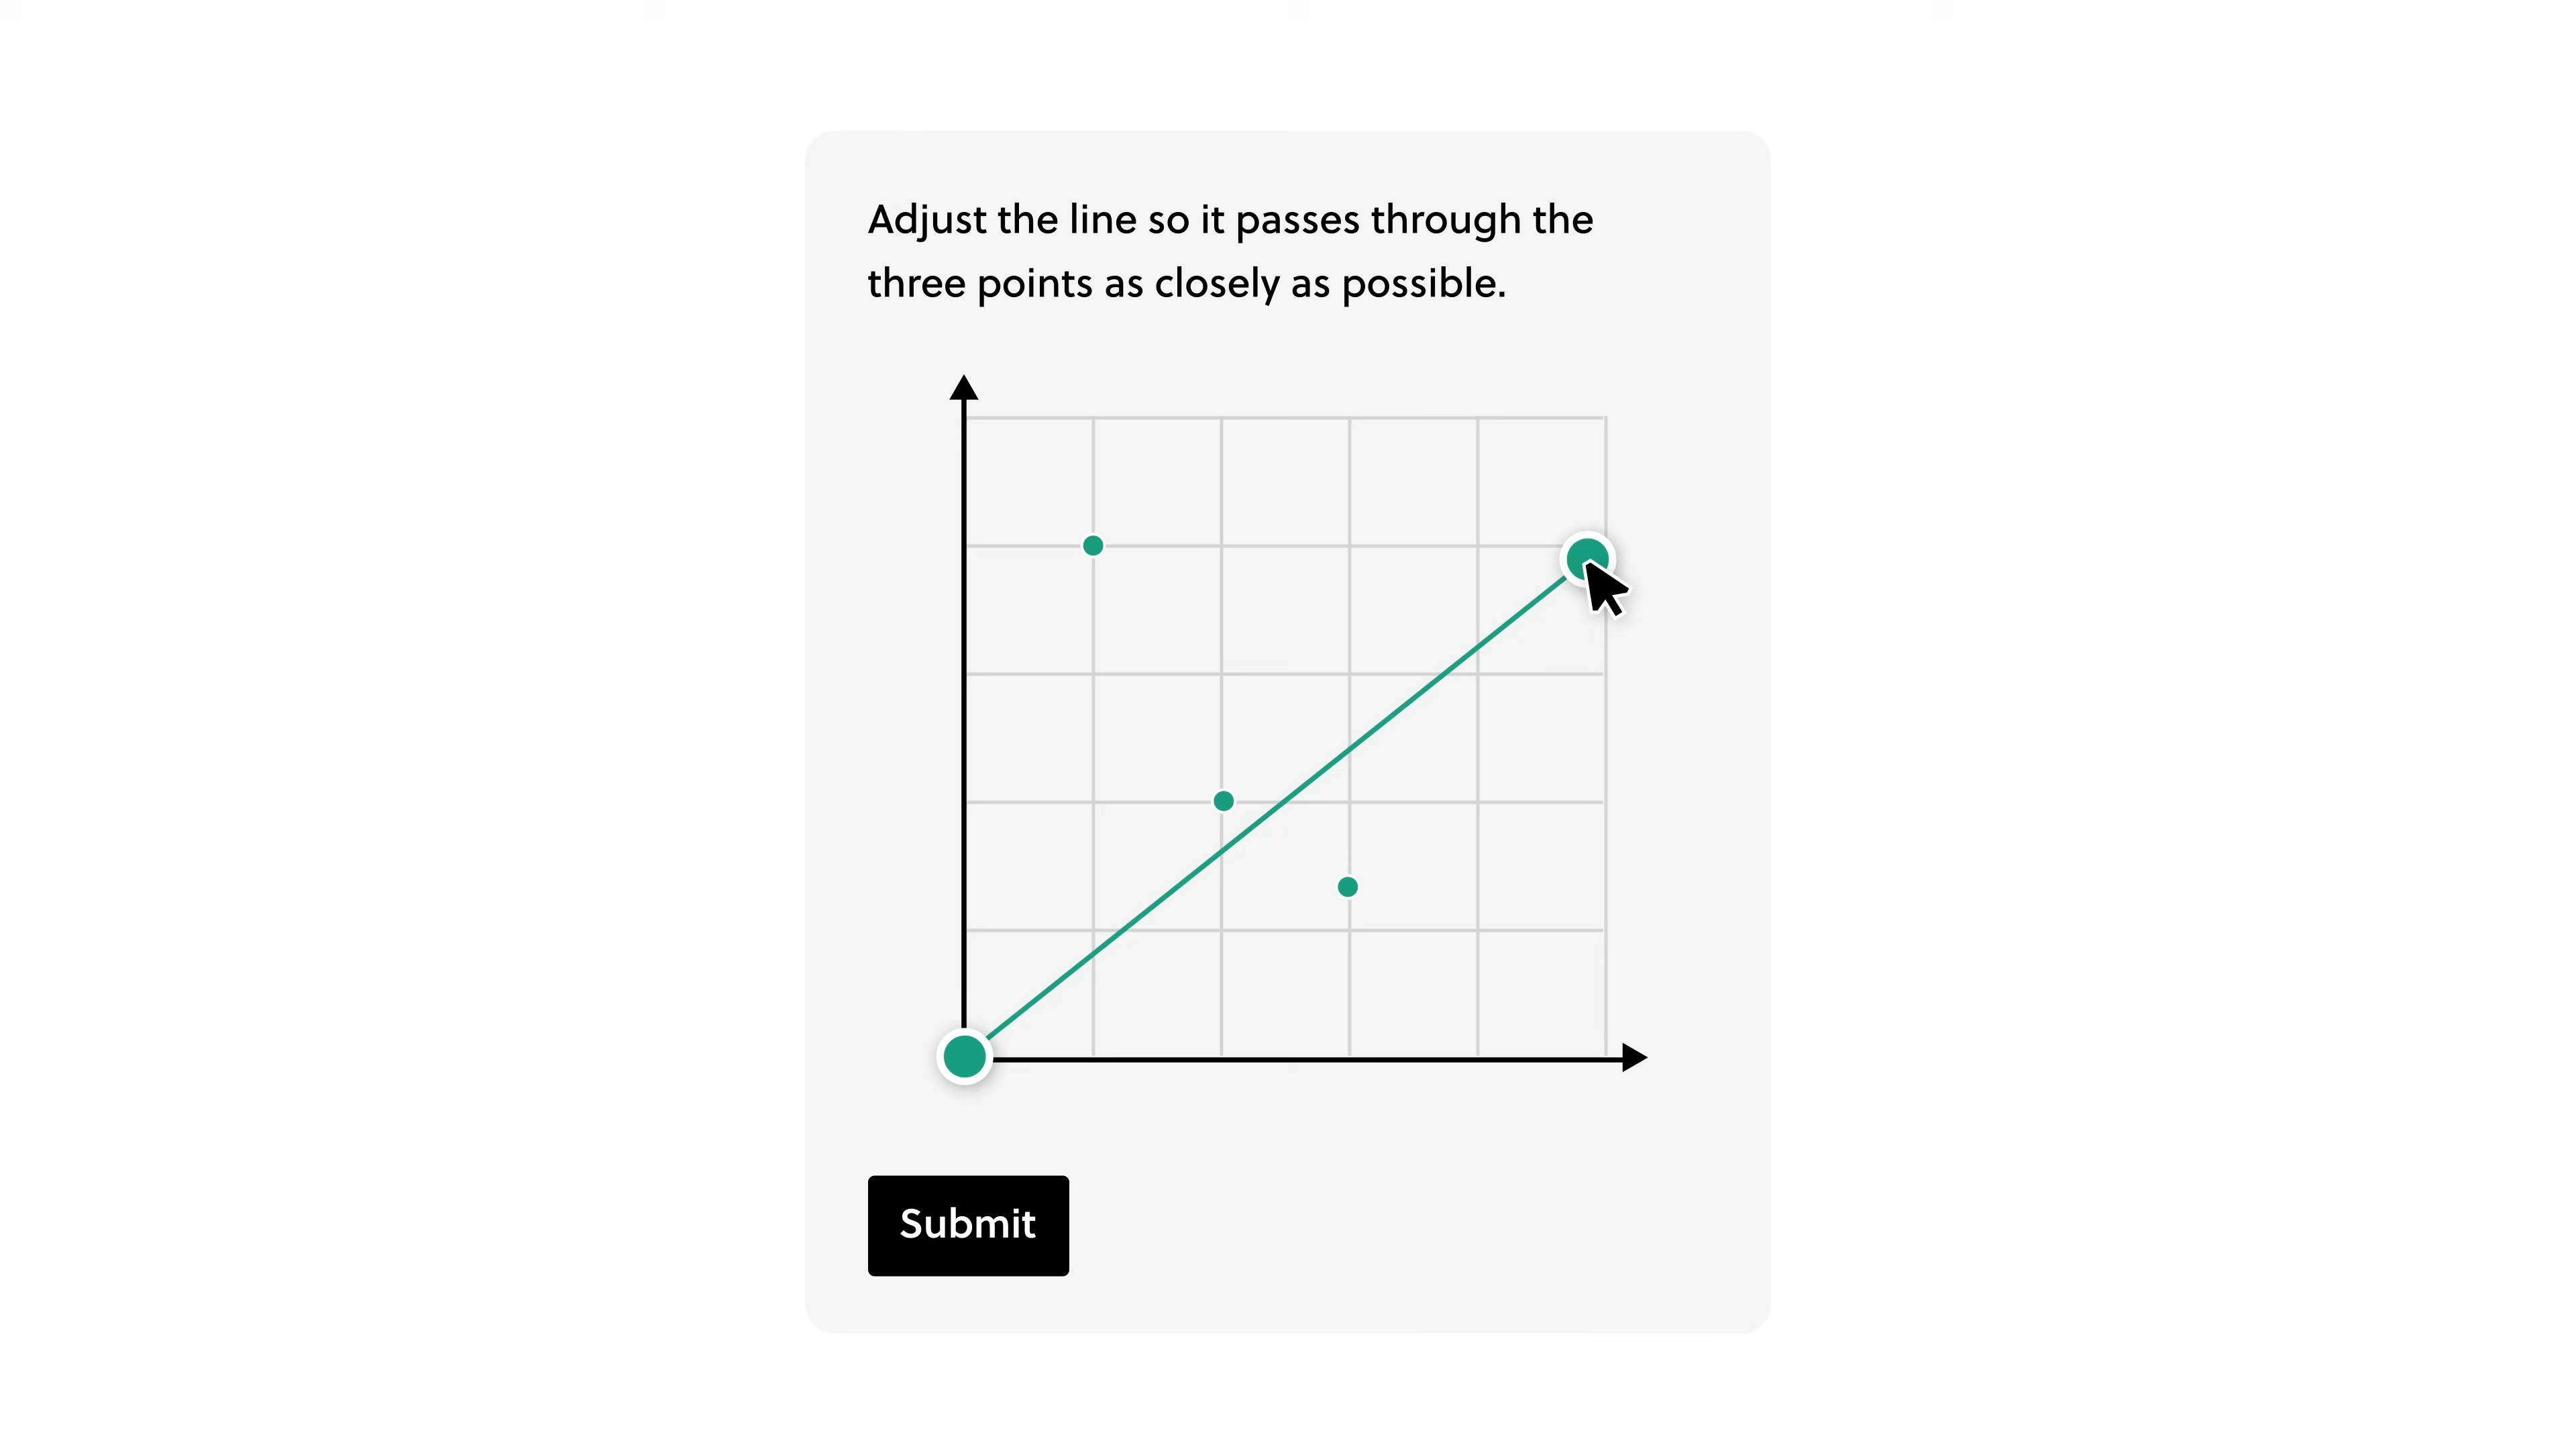 Adjust the line so it passes through the
three points as closely as possible.
Submit